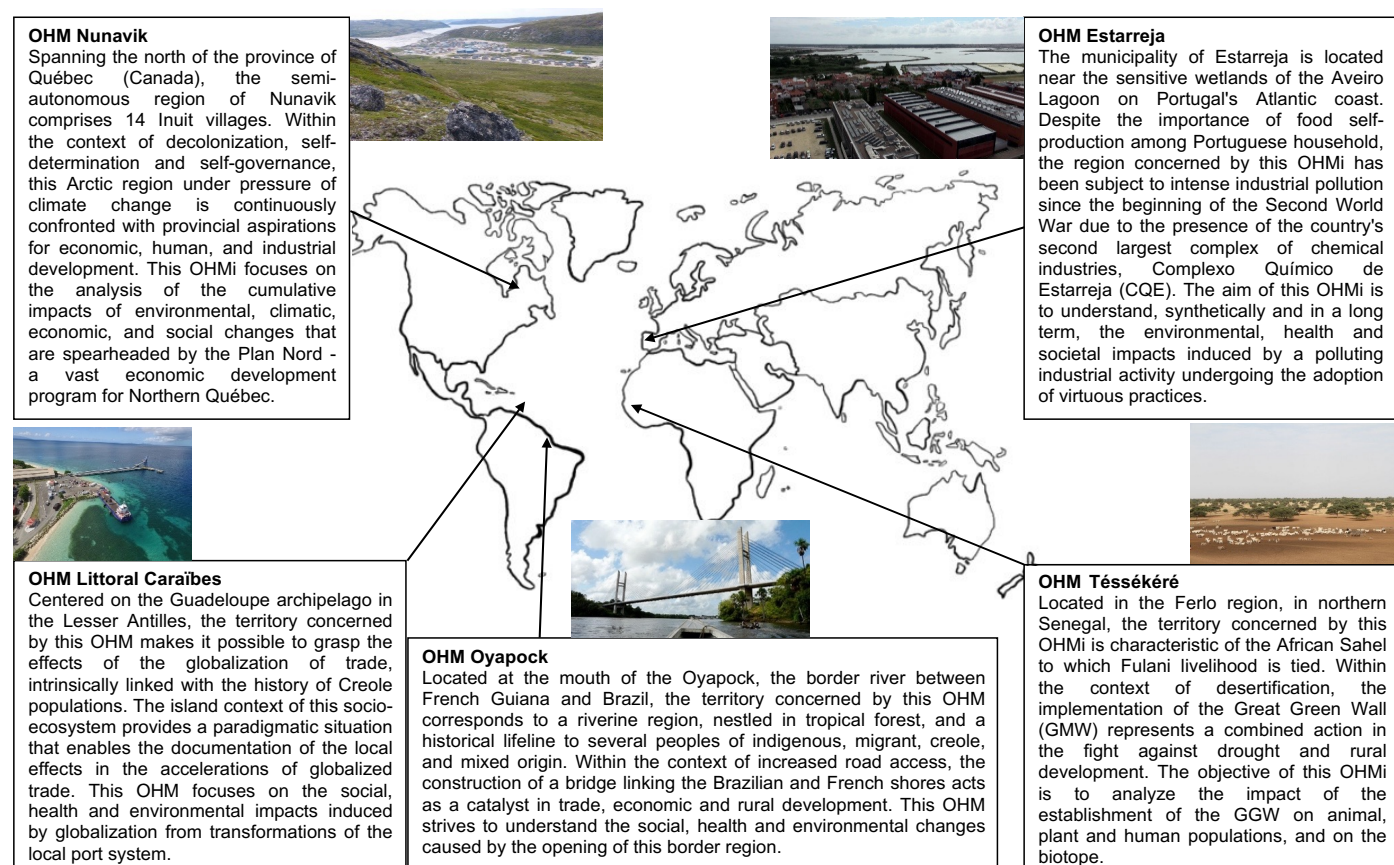 OHM Nunavik
Spanning the north of the province of
Québec (Canada), the semi-
autonomous region of Nunavik
comprises 14 Inuit villages. Within
the context of decolonization, self-
determination and self-governance,
this Arctic region under pressure of
climate change is continuously
confronted with provincial aspirations
for economic, human, and industrial
development. This OHMi focuses on
the analysis of the cumulative
impacts of environmental, climatic,
economic, and social changes that
are spearheaded by the Plan Nord -
a vast economic development
program for Northern Québec.
OHM Estarreja
The municipality of Estarreja is located
near the sensitive wetlands of the Aveiro
Lagoon on Portugal's Atlantic coast.
Despite the importance of food self-
production among Portuguese household,
the region concerned by this OHMi has
been subject to intense industrial pollution
since the beginning of the Second World
War due to the presence of the country's
second largest complex of chemical
industries, Complexo Químico de
Estarreja (CQE). The aim of this OHMi is
to understand, synthetically and in a long
term, the environmental, health and
societal impacts induced by a polluting
industrial activity undergoing the adoption
of virtuous practices.
OHM Littoral Caraïbes
Centered on the Guadeloupe archipelago in
the Lesser Antilles, the territory concerned
by this OHM makes it possible to grasp the
effects of the globalization of trade,
intrinsically linked with the history of Creole
populations. The island context of this socio-
ecosystem provides a paradigmatic situation
that enables the documentation of the local
effects in the accelerations of globalized
trade. This OHM focuses on the social,
health and environmental impacts induced
by globalization from transformations of the
local port system.
OHM Oyapock
Located at the mouth of the Oyapock, the border river between
French Guiana and Brazil, the territory concerned by this OHM
corresponds to a riverine region, nestled in tropical forest, and a
historical lifeline to several peoples of indigenous, migrant, creole,
and mixed origin. Within the context of increased road access, the
construction of a bridge linking the Brazilian and French shores acts
as a catalyst in trade, economic and rural development. This OHM
strives to understand the social, health and environmental changes
caused by the opening of this border region.
OHM Téssékéré
Located in the Ferlo region, in northern
Senegal, the territory concerned by this
OHMi is characteristic of the African Sahel
to which Fulani livelihood is tied. Within
the context of desertification, the
implementation of the Great Green Wall
(GMW) represents a combined action in
the fight against drought and rural
development. The objective of this OHMi
is to analyze the impact of the
establishment of the GGW on animal,
plant and human populations, and on the
biotope.